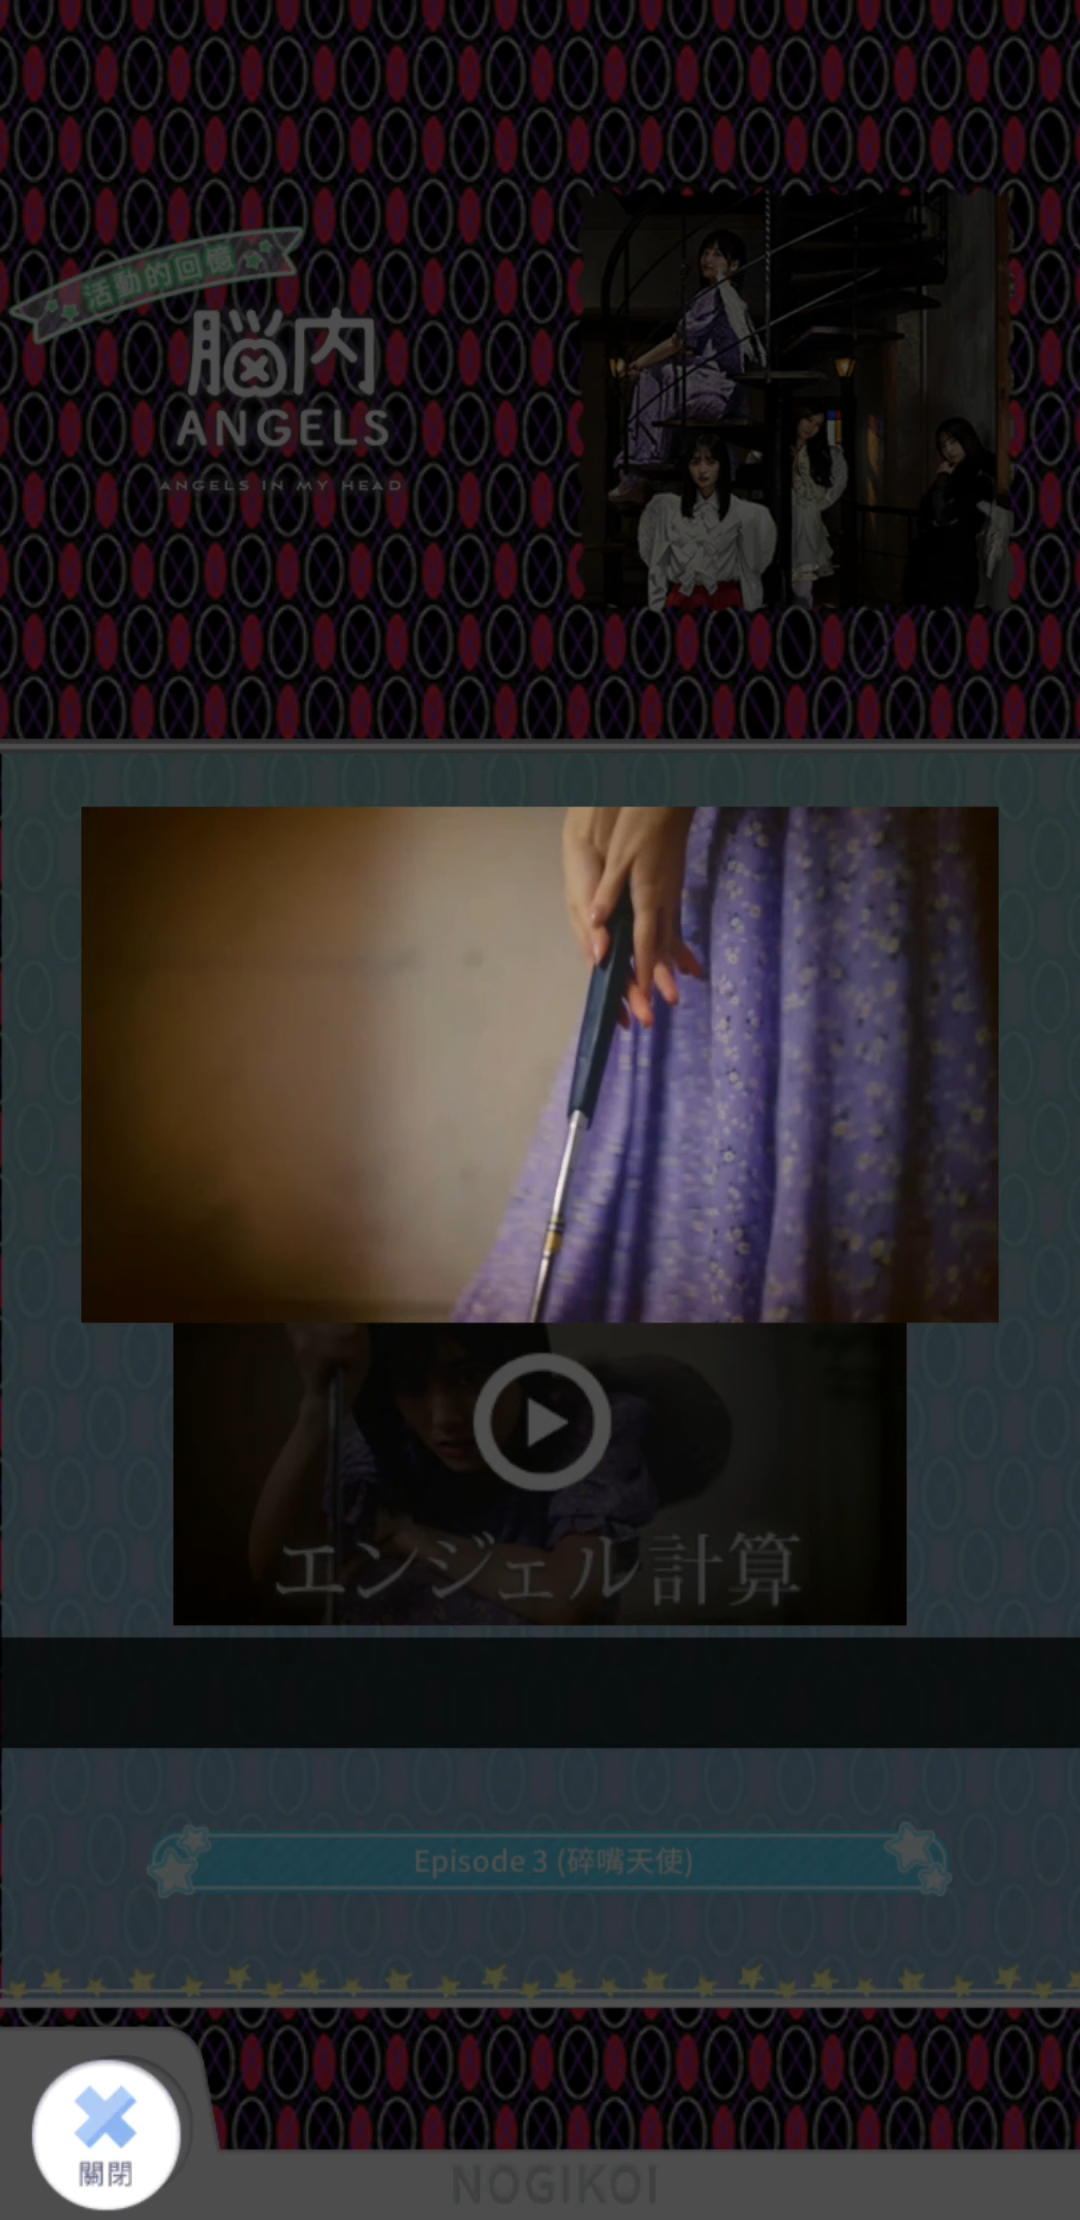 活動的回憶
脳内
ANGELS
ANGELS IN MY HEAD
エンジェル計算
Episode 3 (碎嘴天使)
關閉
NOGIKOI